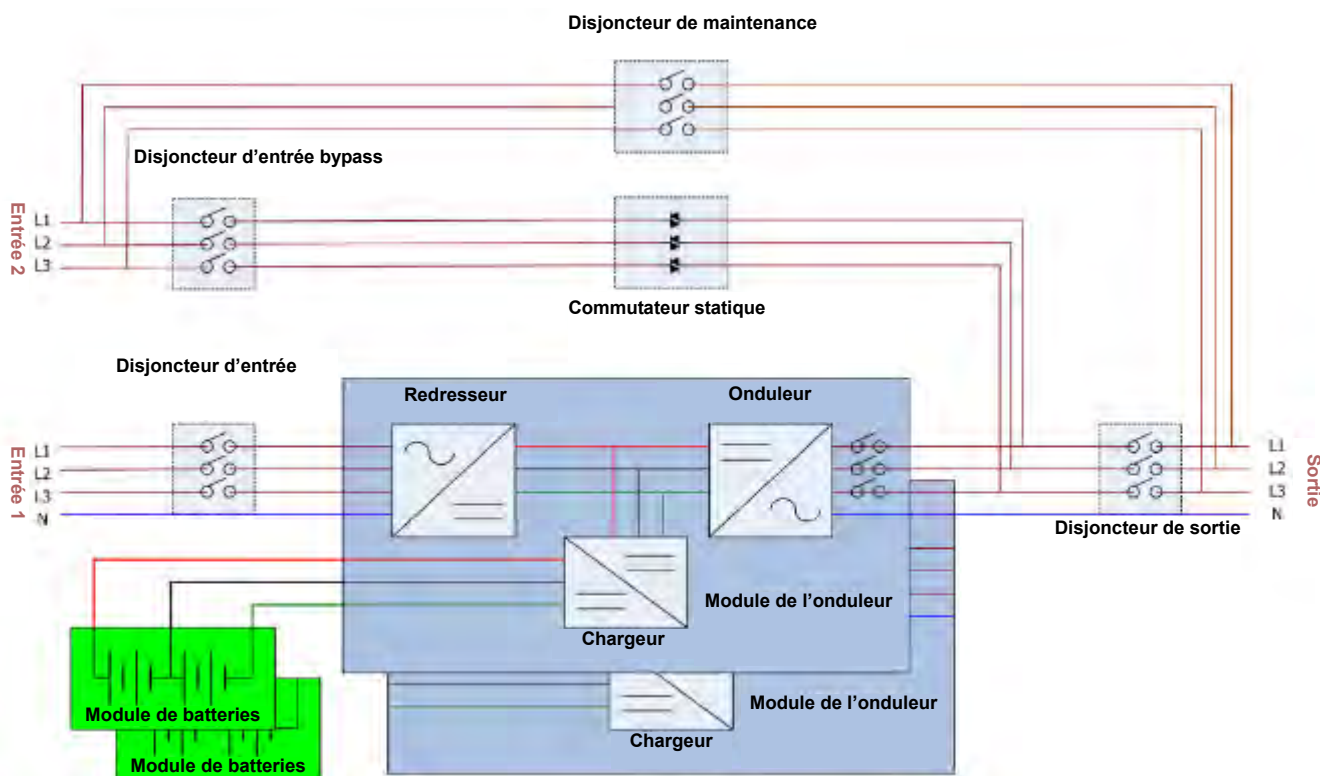 Disjoncteur de maintenance
Disjoncteur d’entrée bypass
Entrée 2
L1
L2
L3
Commutateur statique
Disjoncteur d’entrée
Redresseur
Onduleur
Entrée 1
L1
L2
L3
N
L1
L2
L3
N
Sortie
Disjoncteur de sortie
Module de l’onduleur
Chargeur
Module de l’onduleur
Chargeur
Module de batteries
Module de batteries